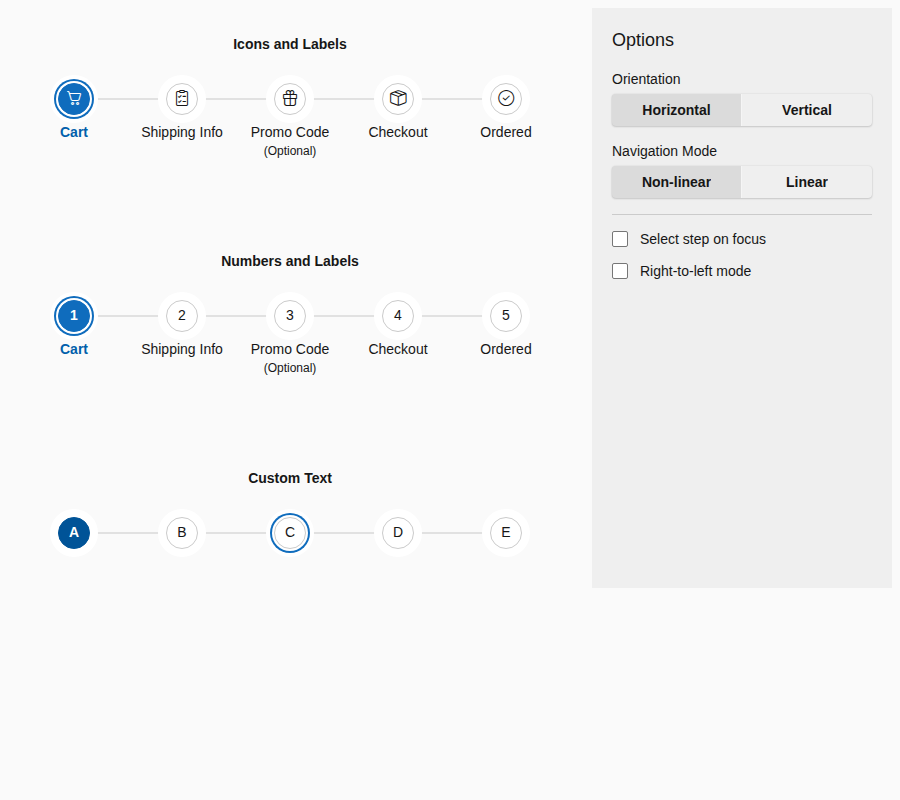 Icons and Labels
Cart
Shipping Info
Promo Code
(Optional)
Checkout
Ordered
Numbers and Labels
1
2
3
4
5
Cart
Shipping Info
Promo Code
(Optional)
Checkout
Ordered
Custom Text
A
B
C
D
E
Options
Orientation
Horizontal
Vertical
Navigation Mode
Non-linear
Linear
Select step on focus
Right-to-left mode